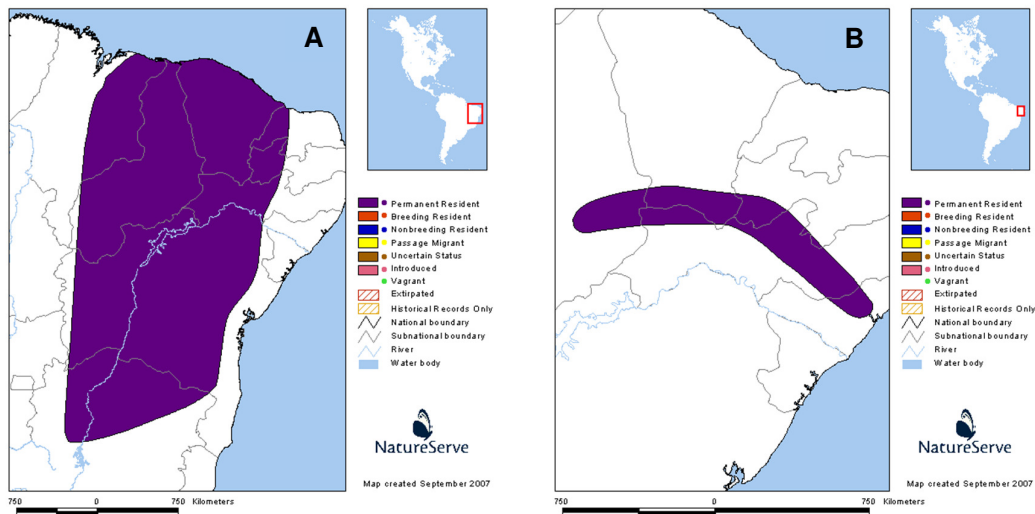 A
Permanent Resident
Breeding Resident
Nonbreeding Resident
Passage Migrant
Uncertain Status
Introduced
Vagrant
Extirpated
Historical Records Only
National boundary
Subnational boundary
River
Water body
NatureServe
Map created September 2007
750 0 750 Kilometers
B
Permanent Resident
Breeding Resident
Nonbreeding Resident
Passage Migrant
Uncertain Status
Introduced
Vagrant
Extirpated
Historical Records Only
National boundary
Subnational boundary
River
Water body
NatureServe
Map created September 2007
750 0 750 Kilometers